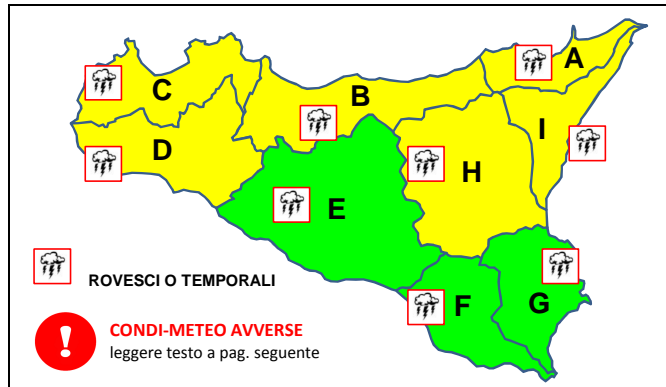 A
C
B
I
D
H
E
F
G
ROVESCI O TEMPORALI
! CONDI-METEO AVVERSE
leggere testo a pag. seguente